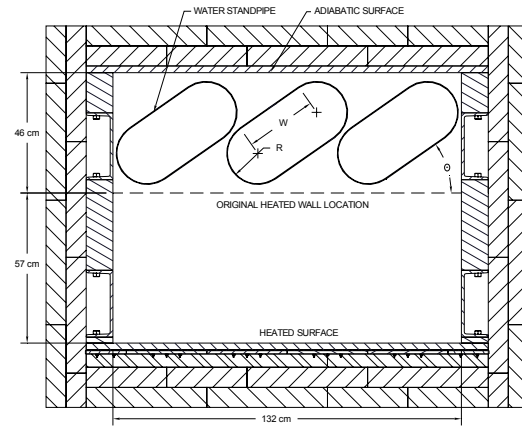 WATER STANDPIPE
ADIABATIC SURFACE
46 cm
W
R
Θ
ORIGINAL HEATED WALL LOCATION
57 cm
HEATED SURFACE
132 cm